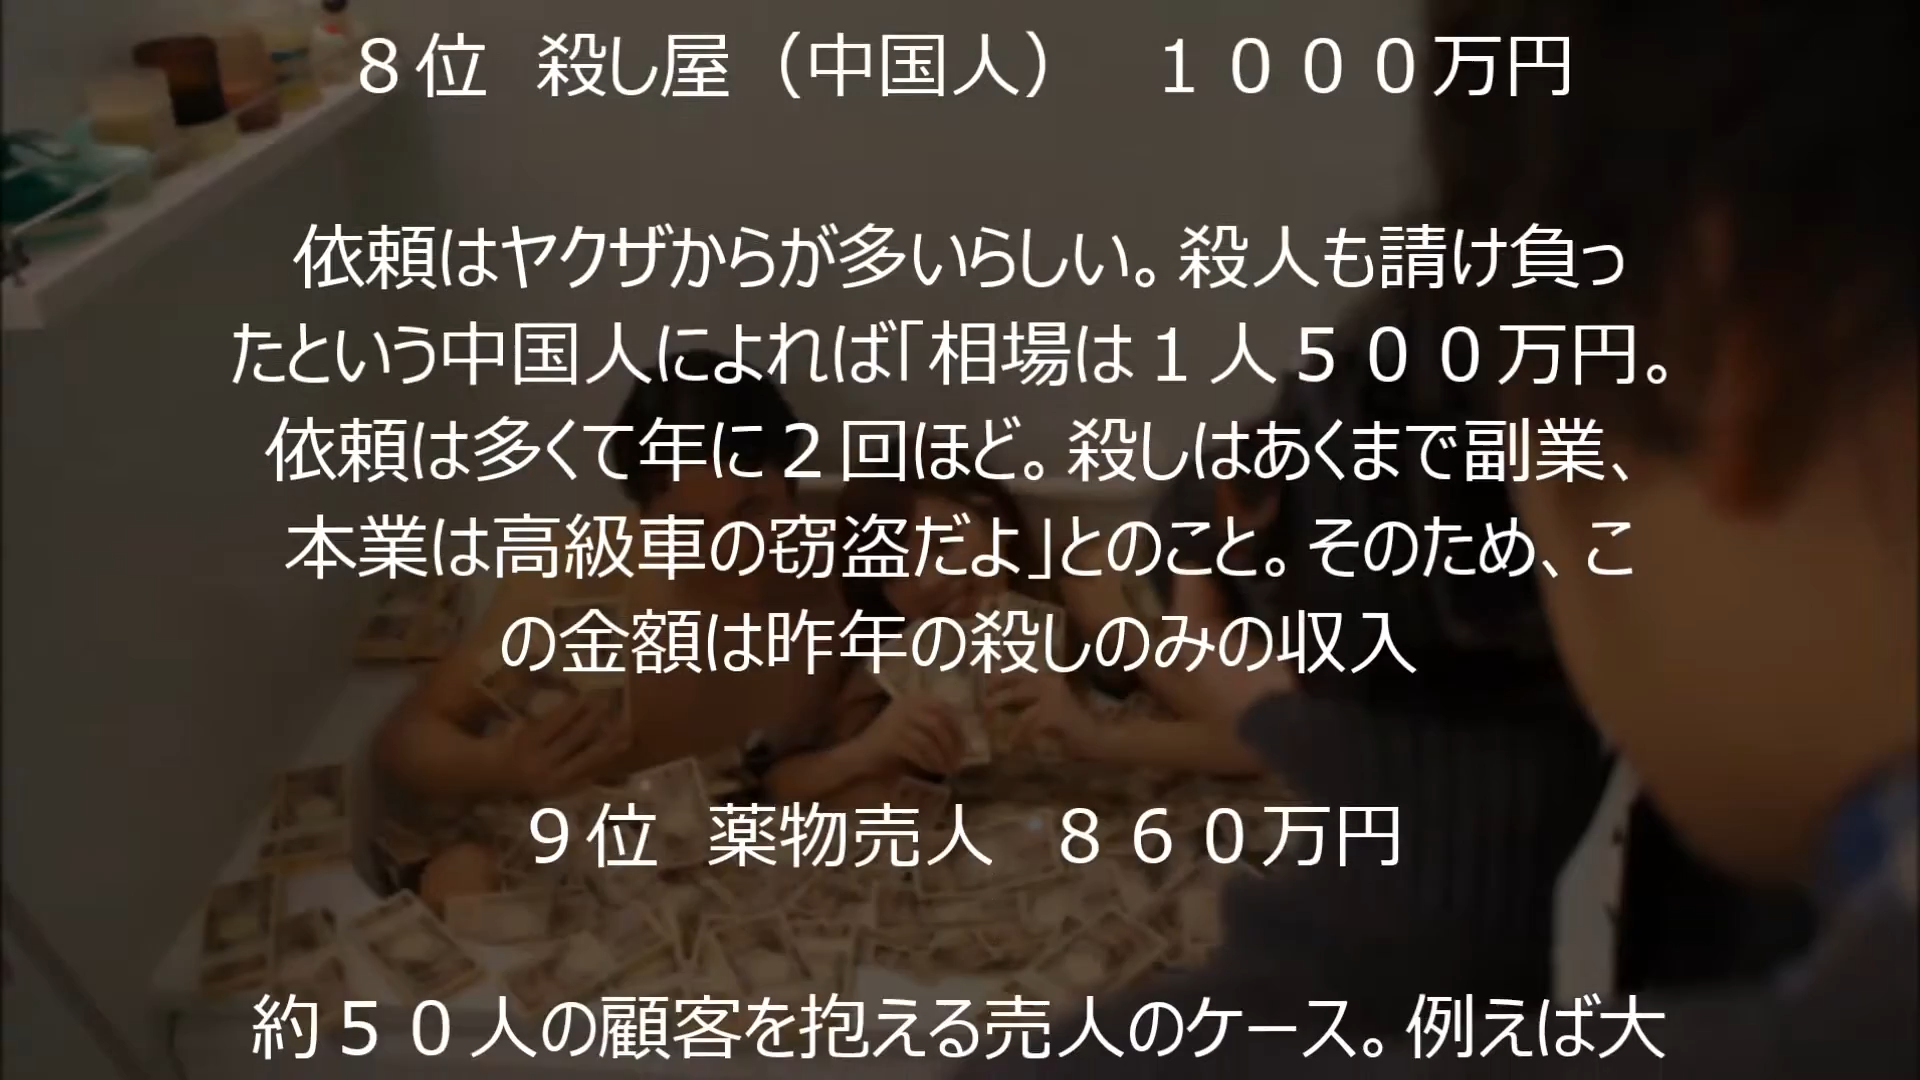 ８位　殺し屋（中国人）　１０００万円
依頼はヤクザからが多いらしい。殺人も請け負っ
たという中国人によれば「相場は１人５００万円。
依頼は多くて年に２回ほど。殺しはあくまで副業、
本業は高級車の窃盗だよ」とのこと。そのため、こ
の金額は昨年の殺しのみの収入
９位　薬物売人　８６０万円
約５０人の顧客を抱える売人のケース。例えば大